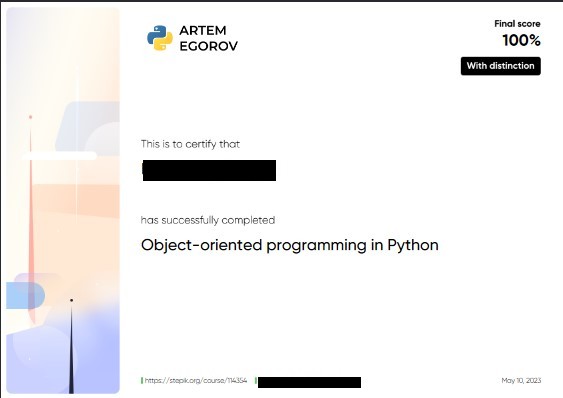 ARTEM
EGOROV
Final score
100%
With distinction
This is to certify that
has successfully completed
Object-oriented programming in Python
https://stepik.org/course/114354
May 10, 2023